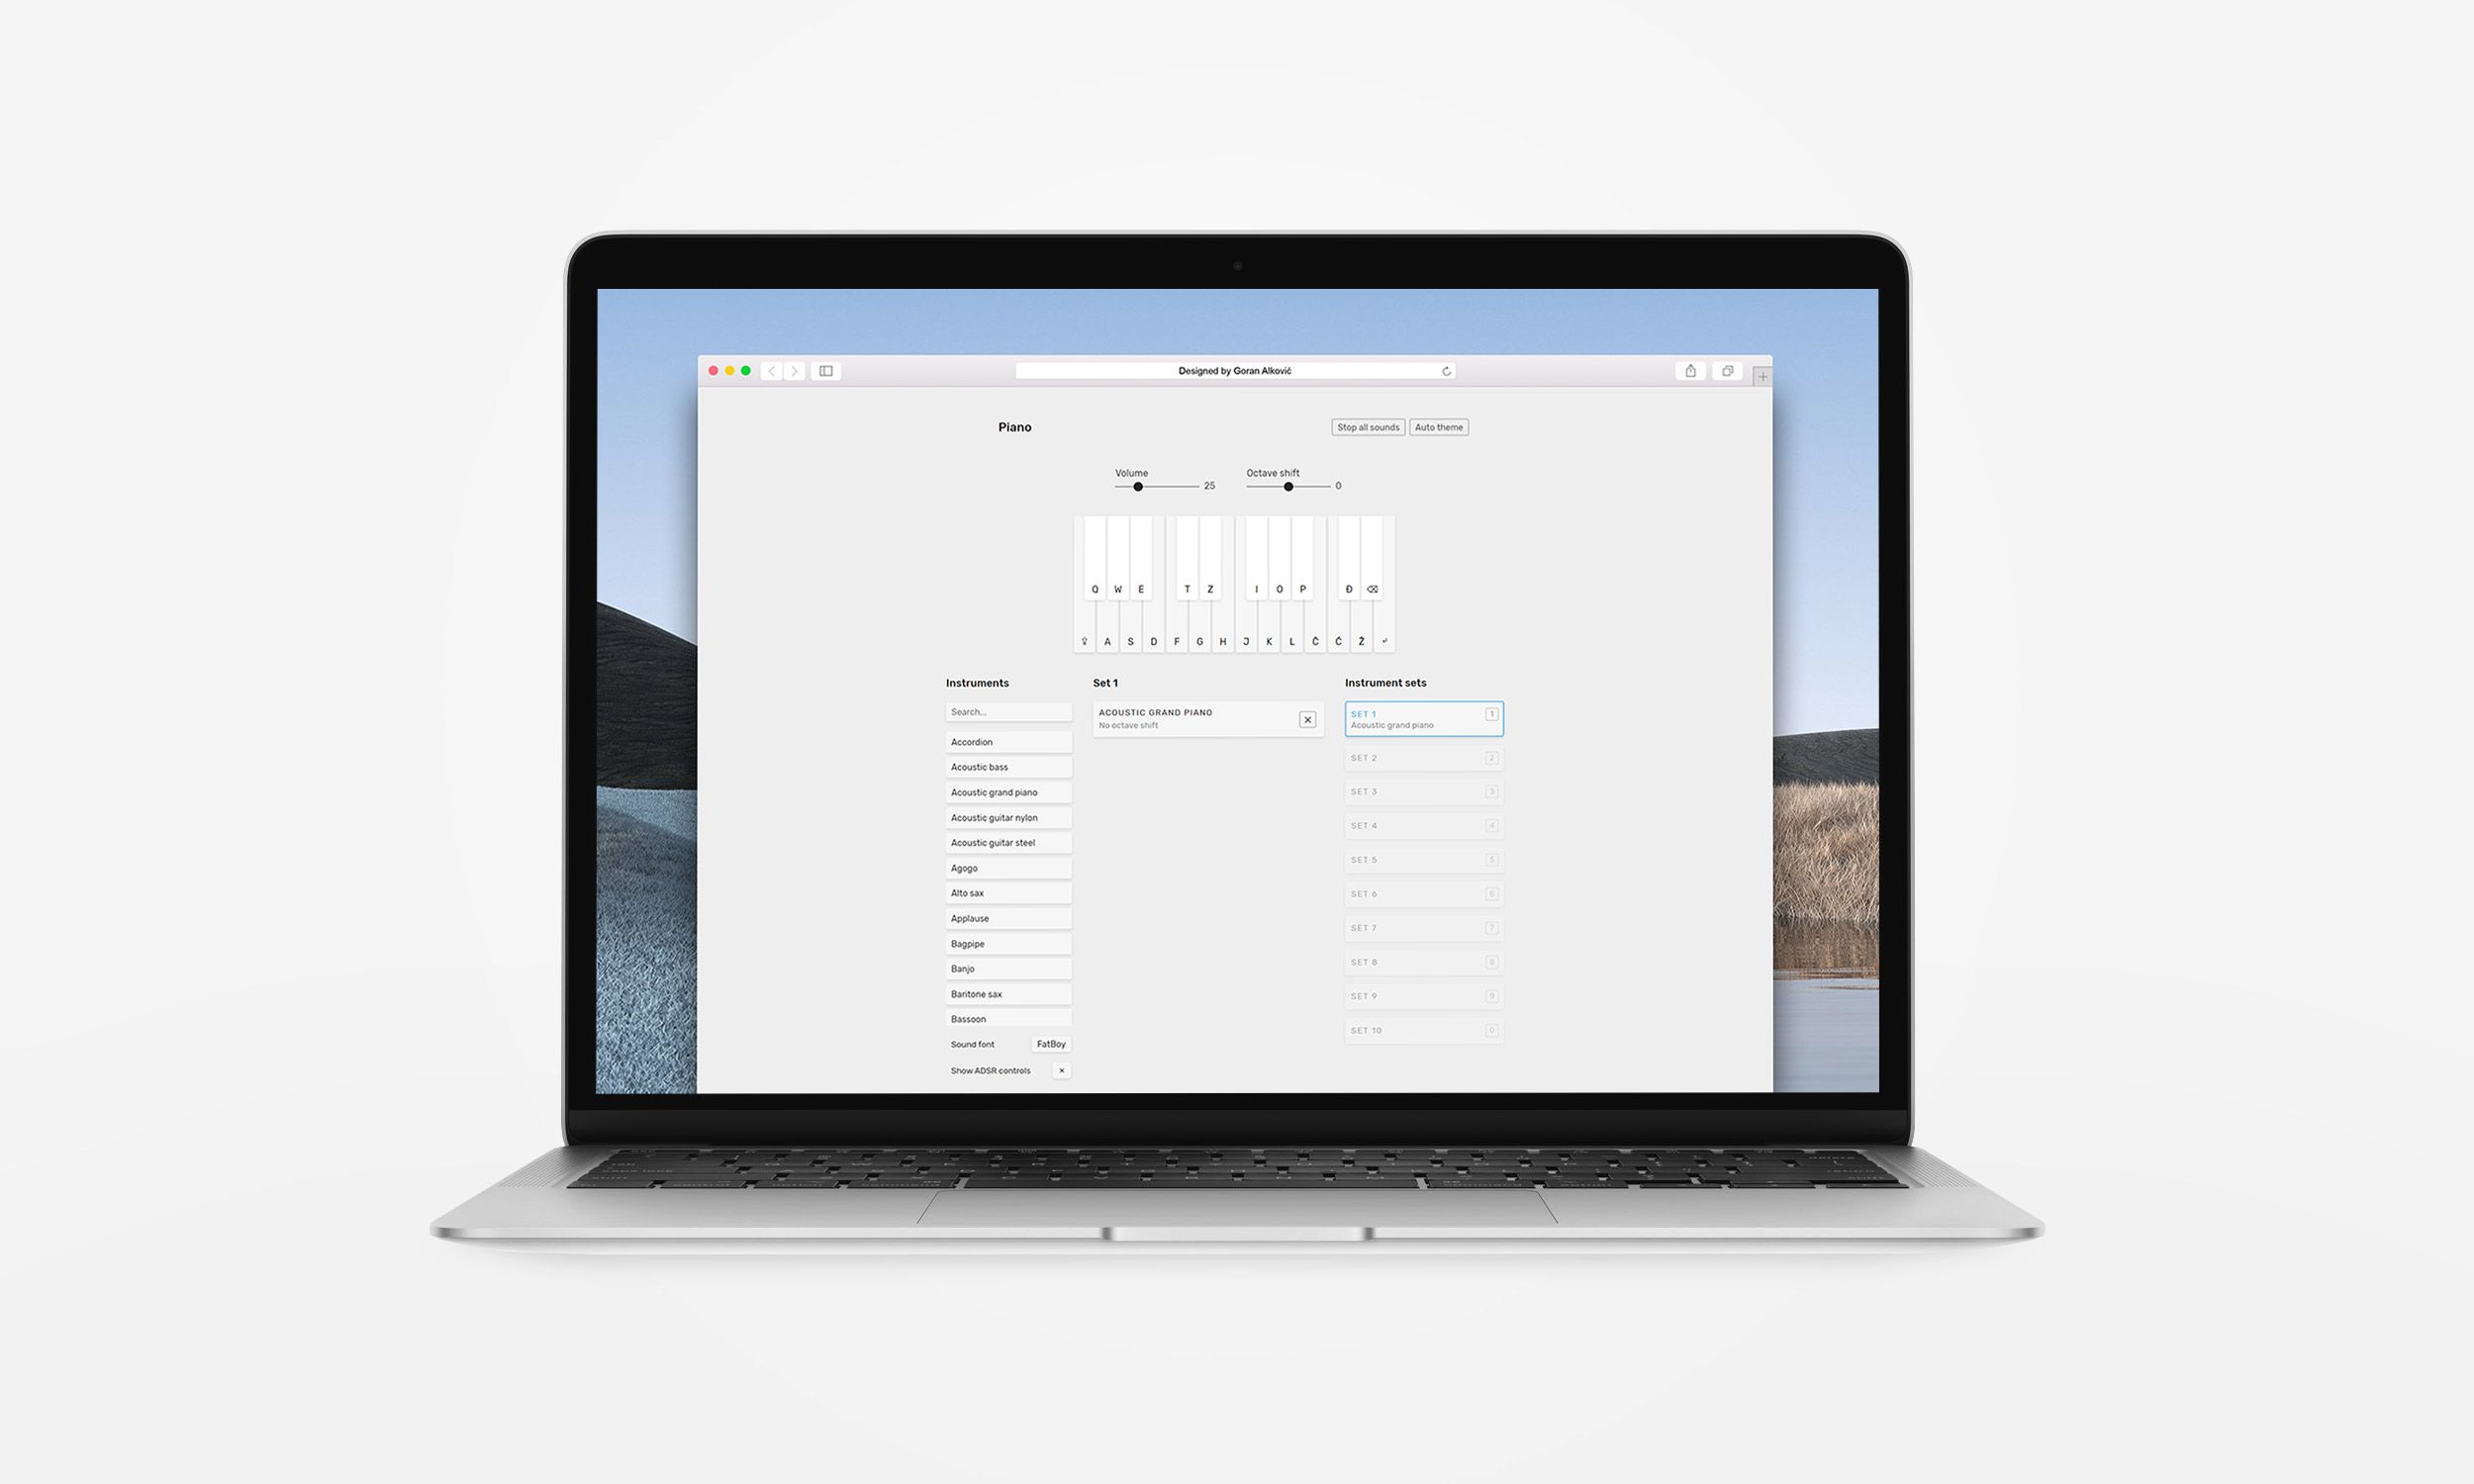 Designed by Goran Alković
Piano
Stop all sounds
Auto theme
Volume
25
Octave shift
0
Q W E T Z I O P Đ ⌫
⇪ A S D F G H J K L Č Ć Ž ⏎
Instruments
Search...
Accordion
Acoustic bass
Acoustic grand piano
Acoustic guitar nylon
Acoustic guitar steel
Agogo
Alto sax
Applause
Bagpipe
Banjo
Baritone sax
Bassoon
Sound font FatBoy
Show ADSR controls ×
Set 1
ACOUSTIC GRAND PIANO
No octave shift
×
Instrument sets
SET 1 1
Acoustic grand piano
SET 2 2
SET 3 3
SET 4 4
SET 5 5
SET 6 6
SET 7 7
SET 8 8
SET 9 9
SET 10 0